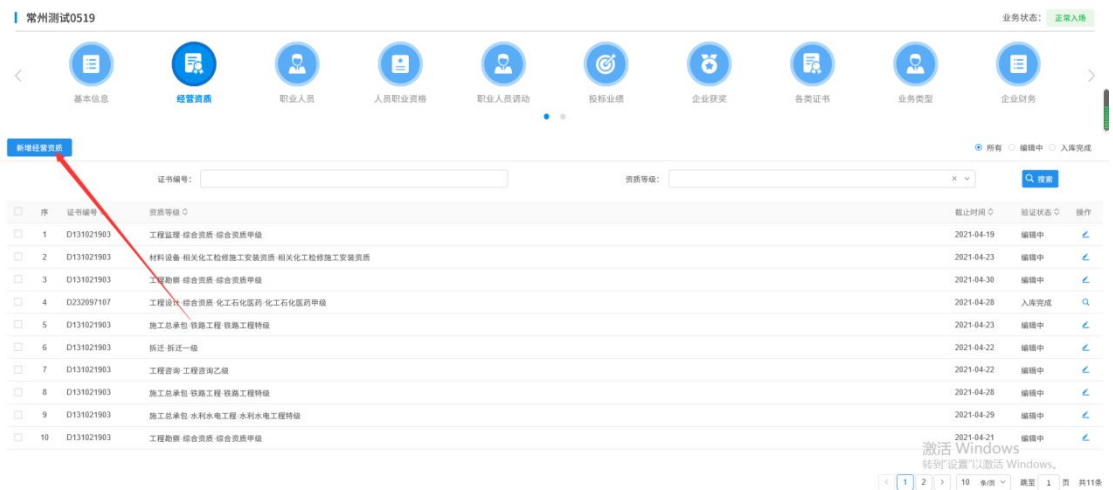 常州测试0519 业务状态: 正常入场
基本信息 经营资质 职业人员 人员职业资格 职业人员调动 投标业绩 企业获奖 各类证书 业务类型 企业财务
新增经营资质 所有 编辑中 入库完成
证书编号: 资质等级: 搜索
序 证书编号 资质等级 截止时间 验证状态 操作
1 D131021903 工程监理·综合资质·综合资质甲级 2021-04-19 编辑中
2 D131021903 材料设备·相关化工检修施工安装资质·相关化工检修施工安装资质 2021-04-23 编辑中
3 D131021903 工程勘察·综合资质·综合资质甲级 2021-04-30 编辑中
4 D232097107 工程设计·综合资质·化工石化医药·化工石化医药甲级 2021-04-28 入库完成
5 D131021903 施工总承包·铁路工程·铁路工程特级 2021-04-23 编辑中
6 D131021903 拆迁·拆迁一级 2021-04-22 编辑中
7 D131021903 工程咨询·工程咨询乙级 2021-04-22 编辑中
8 D131021903 施工总承包·铁路工程·铁路工程特级 2021-04-28 编辑中
9 D131021903 施工总承包·水利水电工程·水利水电工程特级 2021-04-29 编辑中
10 D131021903 工程勘察·综合资质·综合资质甲级 2021-04-21 编辑中
激活 Windows
转到"设置"以激活 Windows。
1 2 10 条/页 跳至 1 页 共11条